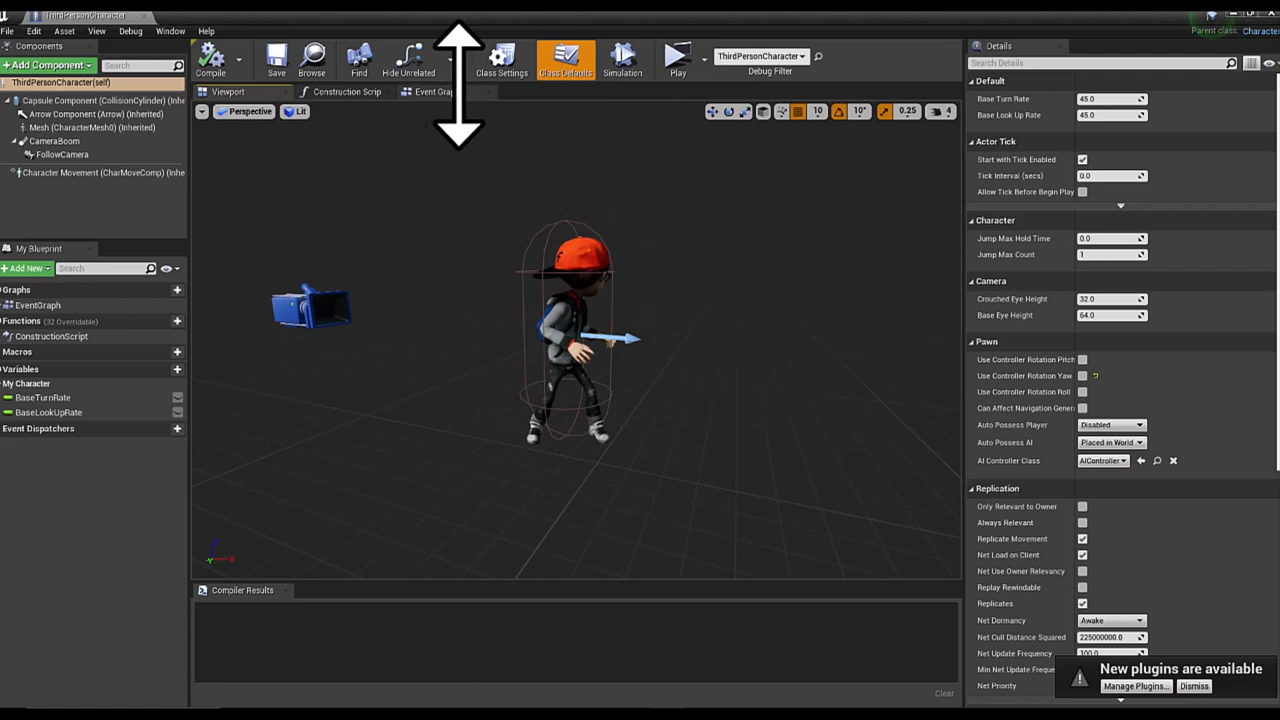 ThirdPersonCharacter
Parent class: Character
File Edit Asset View Debug Window Help
Components
+Add Component Search
ThirdPersonCharacter(self)
Capsule Component (CollisionCylinder) (Inhe
Arrow Component (Arrow) (Inherited)
Mesh (CharacterMesh0) (Inherited)
CameraBoom
FollowCamera
Character Movement (CharMoveComp) (Inhe
My Blueprint
+Add New Search
Graphs
EventGraph
Functions (32 Overridable)
ConstructionScript
Macros
Variables
My Character
BaseTurnRate
BaseLookUpRate
Event Dispatchers
Compile Save Browse Find Hide Unrelated Class Settings Class Defaults Simulation Play ThirdPersonCharacter
Debug Filter
Viewport Construction Scrip Event Graph
Perspective Lit 10 10° 0.25 4
Compiler Results
Clear
Details
Search Details
Default
Base Turn Rate 45.0
Base Look Up Rate 45.0
Actor Tick
Start with Tick Enabled
Tick Interval (secs) 0.0
Allow Tick Before Begin Play
Character
Jump Max Hold Time 0.0
Jump Max Count 1
Camera
Crouched Eye Height 32.0
Base Eye Height 64.0
Pawn
Use Controller Rotation Pitch
Use Controller Rotation Yaw
Use Controller Rotation Roll
Can Affect Navigation Gener
Auto Possess Player Disabled
Auto Possess AI Placed in World
AI Controller Class AIController
Replication
Only Relevant to Owner
Always Relevant
Replicate Movement
Net Load on Client
Net Use Owner Relevancy
Replay Rewindable
Replicates
Net Dormancy Awake
Net Cull Distance Squared 225000000.0
Net Update Frequency 100.0
Min Net Update Freque
Net Priority
New plugins are available
Manage Plugins... Dismiss